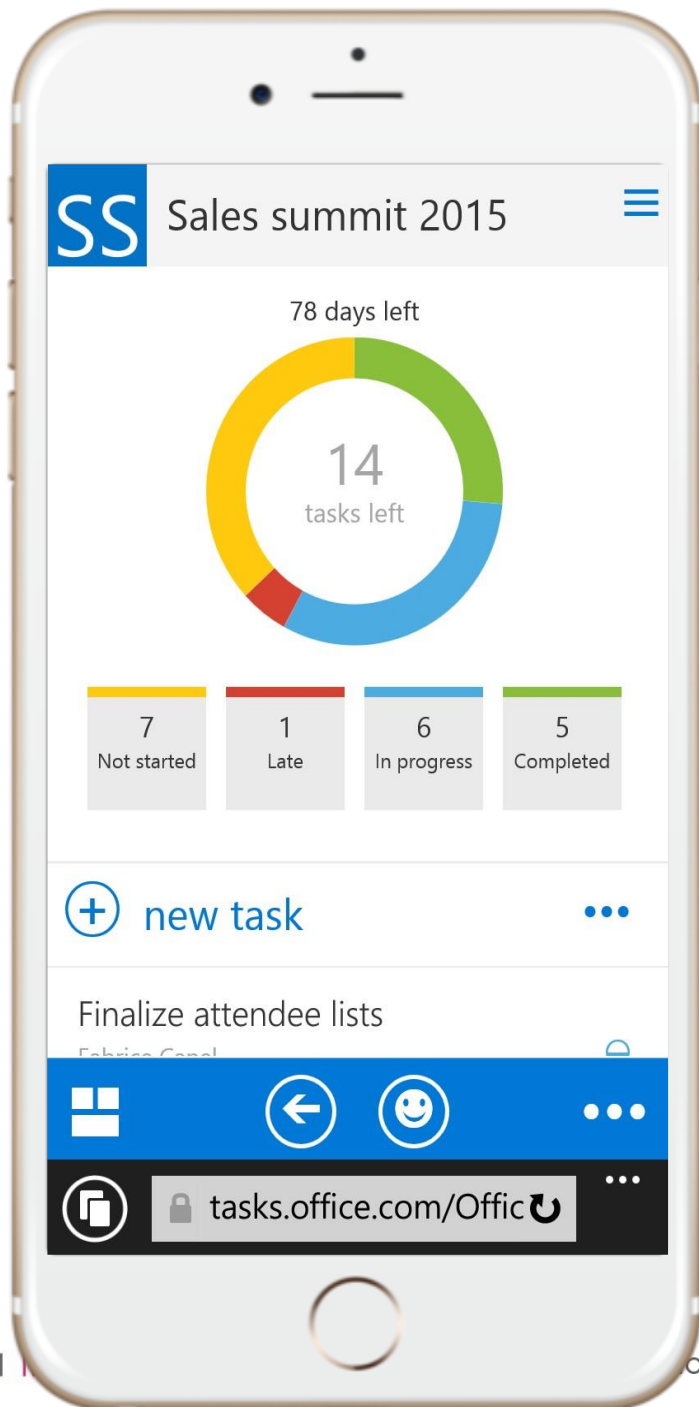 SS Sales summit 2015
78 days left
14
tasks left
7 1 6 5
Not started Late In progress Completed
new task
Finalize attendee lists
tasks.office.com/Offic